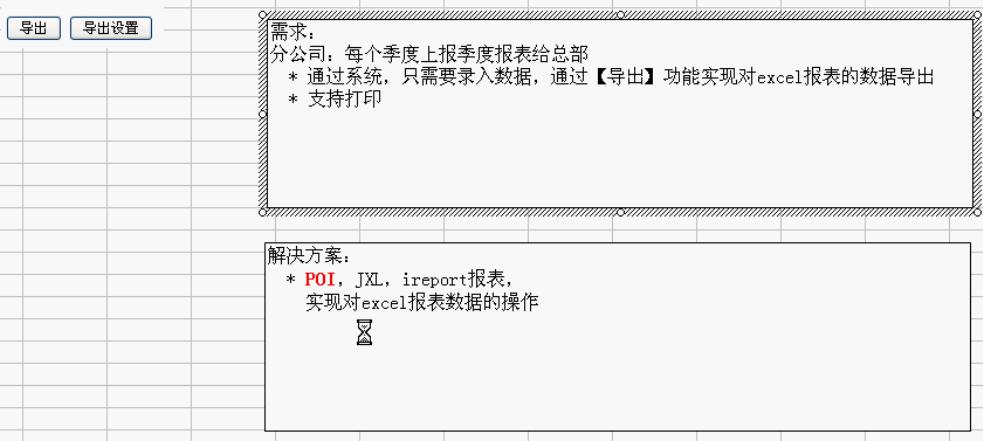 导出 导出设置
需求：
分公司：每个季度上报季度报表给总部
* 通过系统，只需要录入数据，通过【导出】功能实现对excel报表的数据导出
* 支持打印
解决方案：
* POI，JXL，ireport报表，
实现对excel报表数据的操作